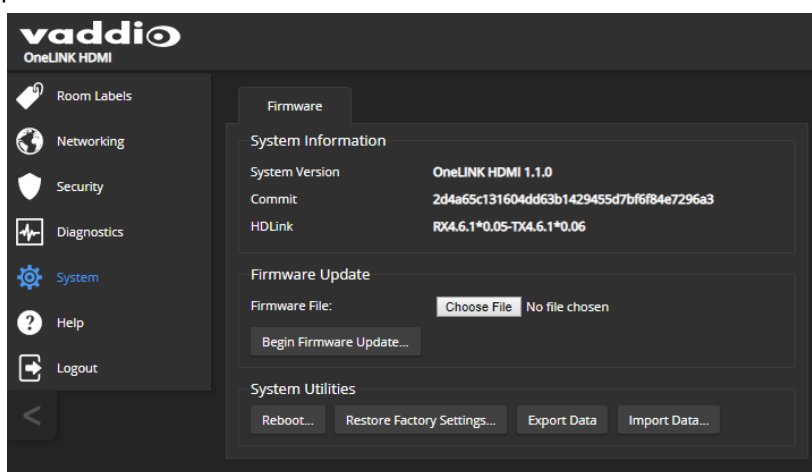 vaddio
OneLINK HDMI
Room Labels
Networking
Security
Diagnostics
System
Help
Logout
<
Firmware
System Information
System Version OneLINK HDMI 1.1.0
Commit 2d4a65c131604dd63b1429455d7bf6f84e7296a3
HDLink RX4.6.1*0.05-TX4.6.1*0.06
Firmware Update
Firmware File: Choose File No file chosen
Begin Firmware Update...
System Utilities
Reboot... Restore Factory Settings... Export Data Import Data...